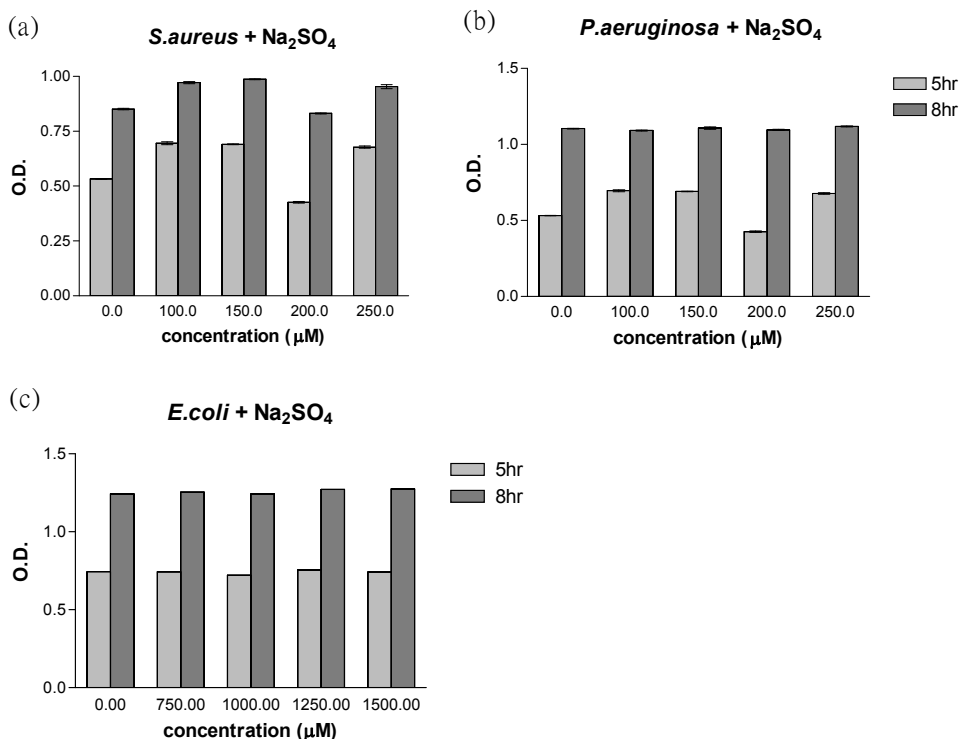 (a)
S.aureus + Na₂SO₄
1.00
0.75
0.50
0.25
0.00
O.D.
0.0 100.0 150.0 200.0 250.0
concentration (μM)
(b)
P.aeruginosa + Na₂SO₄
1.5
1.0
0.5
0.0
O.D.
0.0 100.0 150.0 200.0 250.0
concentration (μM)
5hr
8hr
(c)
E.coli + Na₂SO₄
1.5
1.0
0.5
0.0
O.D.
0.00 750.00 1000.00 1250.00 1500.00
concentration (μM)
5hr
8hr